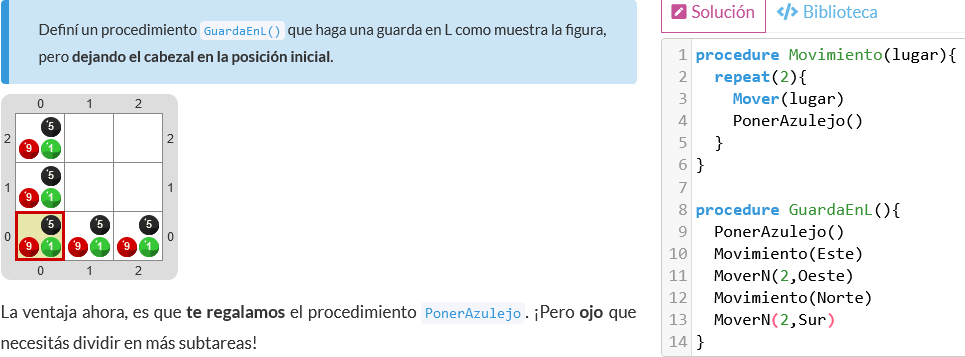 Definí un procedimiento GuardaEnL() que haga una guarda en L como muestra la figura,
pero dejando el cabezal en la posición inicial.
0 1 2
2 5 2
9 1
1 5 1
9 1
0 5 5 5 0
9 1 9 1 9 1
0 1 2
La ventaja ahora, es que te regalamos el procedimiento PonerAzulejo. ¡Pero ojo que
necesitás dividir en más subtareas!
Solución
</> Biblioteca
1 procedure Movimiento(lugar){
2 repeat(2){
3 Mover(lugar)
4 PonerAzulejo()
5 }
6 }
7
8 procedure GuardaEnL(){
9 PonerAzulejo()
10 Movimiento(Este)
11 MoverN(2,Oeste)
12 Movimiento(Norte)
13 MoverN(2,Sur)
14 }